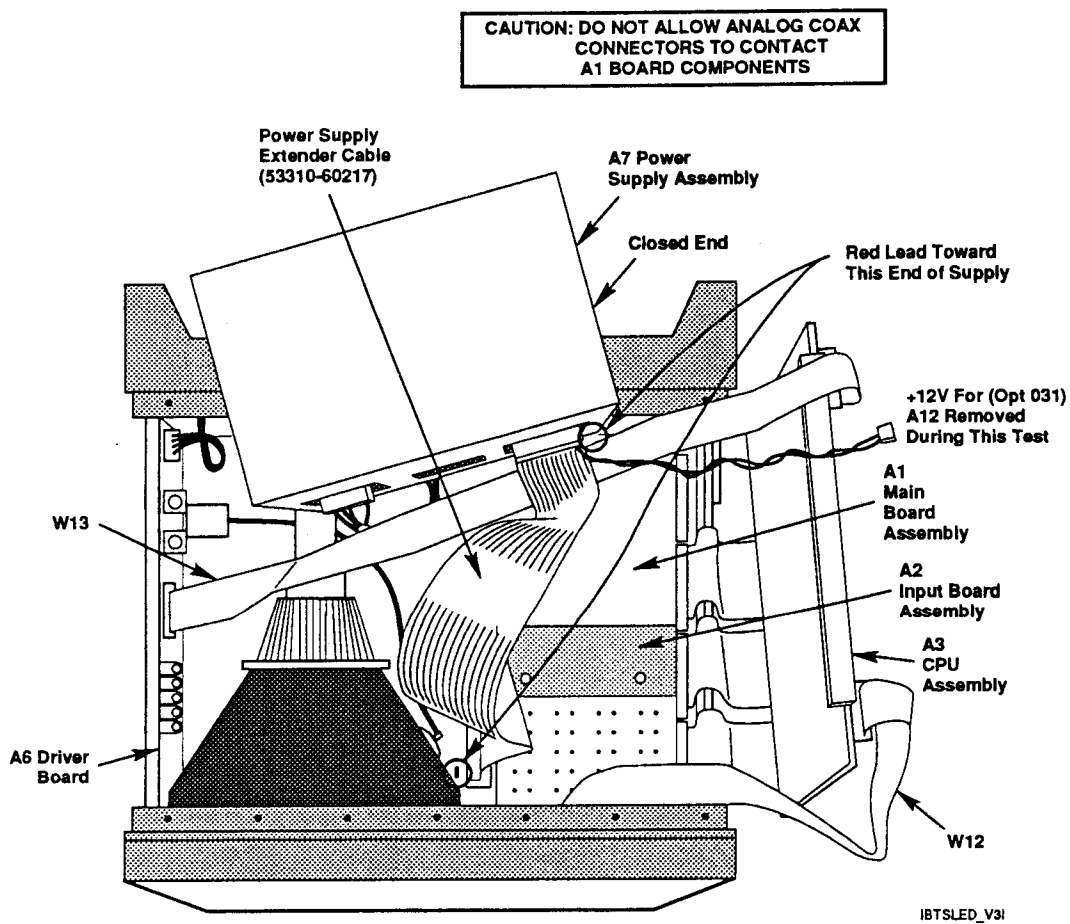 CAUTION: DO NOT ALLOW ANALOG COAX
CONNECTORS TO CONTACT
A1 BOARD COMPONENTS
Power Supply
Extender Cable
(53310-60217)
A7 Power
Supply Assembly
Closed End
Red Lead Toward
This End of Supply
+12V For (Opt 031)
A12 Removed
During This Test
A1
Main
Board
Assembly
W13
A2
Input Board
Assembly
A3
CPU
Assembly
A6 Driver
Board
W12
IBTSLED_V3I